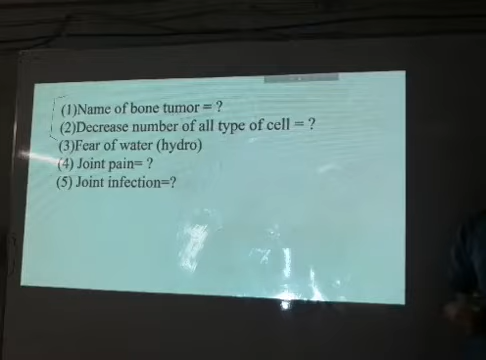 (1)Name of bone tumor = ?
(2)Decrease number of all type of cell = ?
(3)Fear of water (hydro)
(4) Joint pain= ?
(5) Joint infection=?